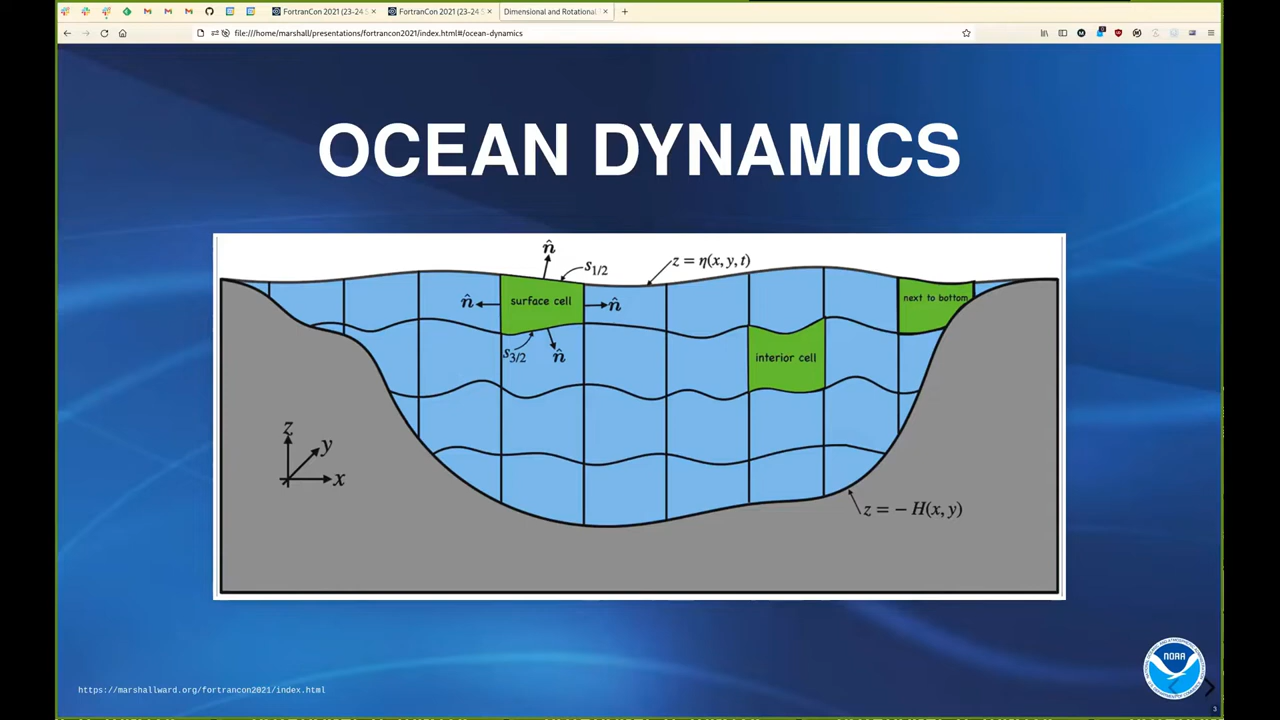 FortranCon 2021 (23-24 S
FortranCon 2021 (23-24 S
Dimensional and Rotational
file:///home/marshall/presentations/fortrancon2021/index.html#/ocean-dynamics
OCEAN DYNAMICS
n̂
s1/2
z = η(x, y, t)
n̂
surface cell
n̂
next to bottom
s3/2
n̂
interior cell
z
y
x
z = − H(x, y)
NOAA
https://marshallward.org/fortrancon2021/index.html
3